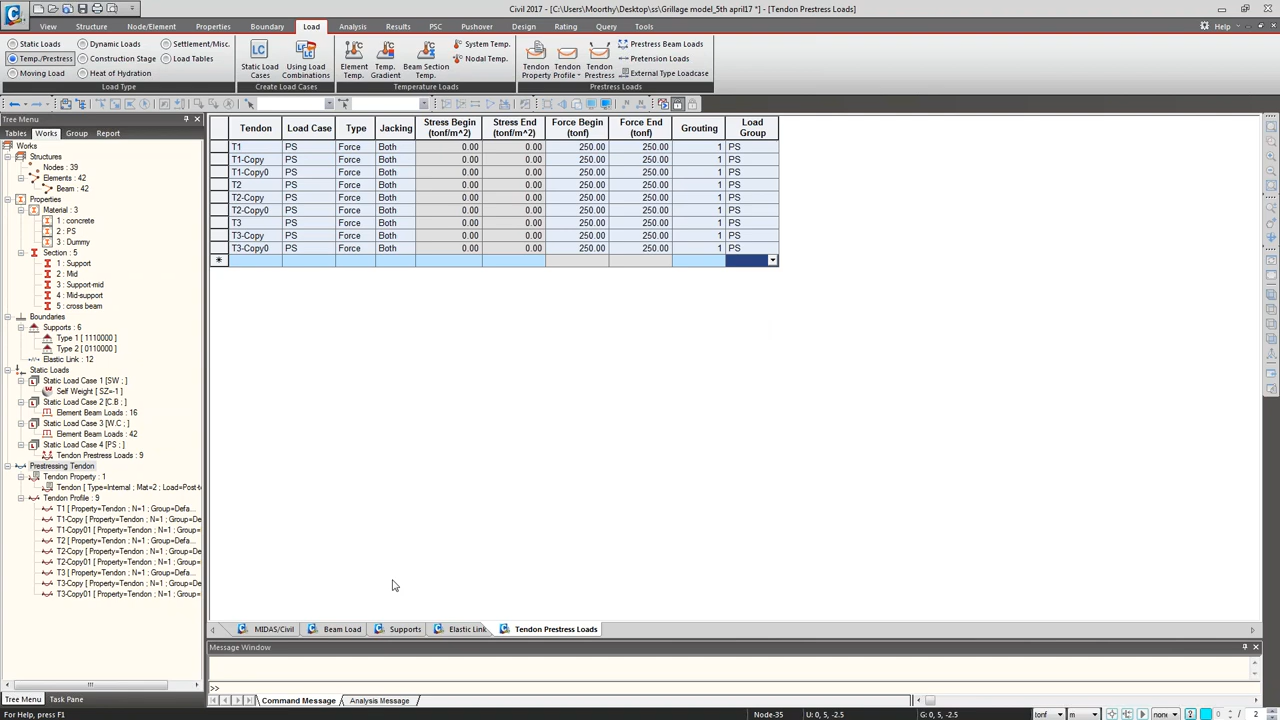 Civil 2017 - [C:\Users\Moorthy\Desktop\ss\Grillage model_5th april17 *] - [Tendon Prestress Loads]
View Structure Node/Element Properties Boundary Load Analysis Results PSC Pushover Design Rating Query Tools Help
Static Loads Dynamic Loads Settlement/Misc.
Temp./Prestress Construction Stage Load Tables
Moving Load Heat of Hydration
Load Type
Static Load Cases
Using Load Combinations
Create Load Cases
Element Temp.
Temp. Gradient
Beam Section Temp.
System Temp.
Nodal Temp.
Temperature Loads
Tendon Property
Tendon Profile
Tendon Prestress
Prestress Beam Loads
Pretension Loads
External Type Loadcase
Prestress Loads
Tree Menu
Tables Works Group Report
Works
Structures
Nodes : 39
Elements : 42
Beam : 42
Properties
Material : 3
1 : concrete
2 : PS
3 : Dummy
Section : 5
1 : Support
2 : Mid
3 : Support-mid
4 : Mid-support
5 : cross beam
Boundaries
Supports : 6
Type 1 [ 1110000 ]
Type 2 [ 0110000 ]
Elastic Link : 12
Static Loads
Static Load Case 1 [SW ; ]
Self Weight [ SZ=-1 ]
Static Load Case 2 [C.B ; ]
Element Beam Loads : 16
Static Load Case 3 [W.C ; ]
Element Beam Loads : 42
Static Load Case 4 [PS ; ]
Tendon Prestress Loads : 9
Prestressing Tendon
Tendon Property : 1
Tendon [ Type=Internal ; Mat=2 ; Load=Post-t
Tendon Profile : 9
T1 [ Property=Tendon ; N=1 ; Group=Defa...
T1-Copy [ Property=Tendon ; N=1 ; Group=De
T1-Copy01 [ Property=Tendon ; N=1 ; Group=
T2 [ Property=Tendon ; N=1 ; Group=Defa...
T2-Copy [ Property=Tendon ; N=1 ; Group=De
T2-Copy01 [ Property=Tendon ; N=1 ; Group=
T3 [ Property=Tendon ; N=1 ; Group=Defa...
T3-Copy [ Property=Tendon ; N=1 ; Group=De
T3-Copy01 [ Property=Tendon ; N=1 ; Group=
Tree Menu Task Pane
Tendon Load Case Type Jacking Stress Begin (tonf/m^2) Stress End (tonf/m^2) Force Begin (tonf) Force End (tonf) Grouting Load Group
T1 PS Force Both 0.00 0.00 250.00 250.00 1 PS
T1-Copy PS Force Both 0.00 0.00 250.00 250.00 1 PS
T1-Copy0 PS Force Both 0.00 0.00 250.00 250.00 1 PS
T2 PS Force Both 0.00 0.00 250.00 250.00 1 PS
T2-Copy PS Force Both 0.00 0.00 250.00 250.00 1 PS
T2-Copy0 PS Force Both 0.00 0.00 250.00 250.00 1 PS
T3 PS Force Both 0.00 0.00 250.00 250.00 1 PS
T3-Copy PS Force Both 0.00 0.00 250.00 250.00 1 PS
T3-Copy0 PS Force Both 0.00 0.00 250.00 250.00 1 PS
MIDAS/Civil Beam Load Supports Elastic Link Tendon Prestress Loads
Message Window
>>
Command Message Analysis Message
For Help, press F1 Node-35 U: 0, 5, -2.5 G: 0, 5, -2.5 tonf m none 0 / 2